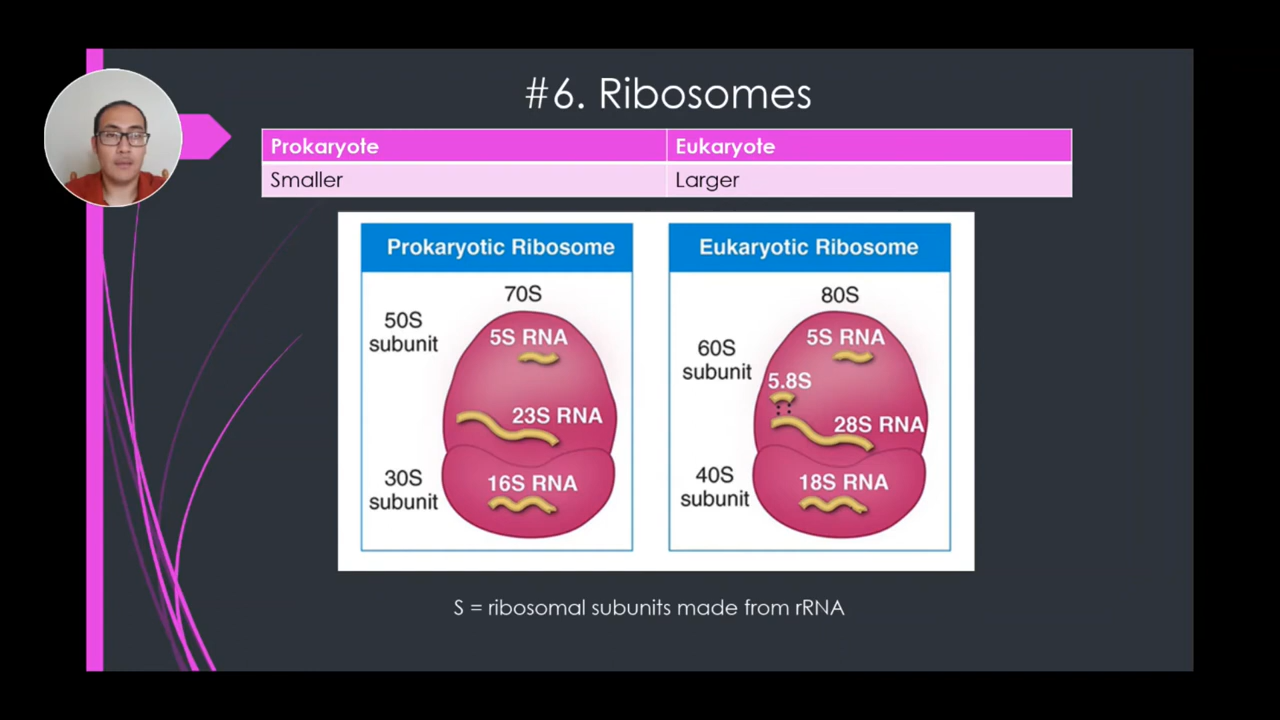 #6. Ribosomes
Prokaryote
Eukaryote
Smaller
Larger
Prokaryotic Ribosome
70S
50S
subunit
5S RNA
23S RNA
30S
subunit
16S RNA
Eukaryotic Ribosome
80S
60S
subunit
5S RNA
5.8S
28S RNA
40S
subunit
18S RNA
S = ribosomal subunits made from rRNA